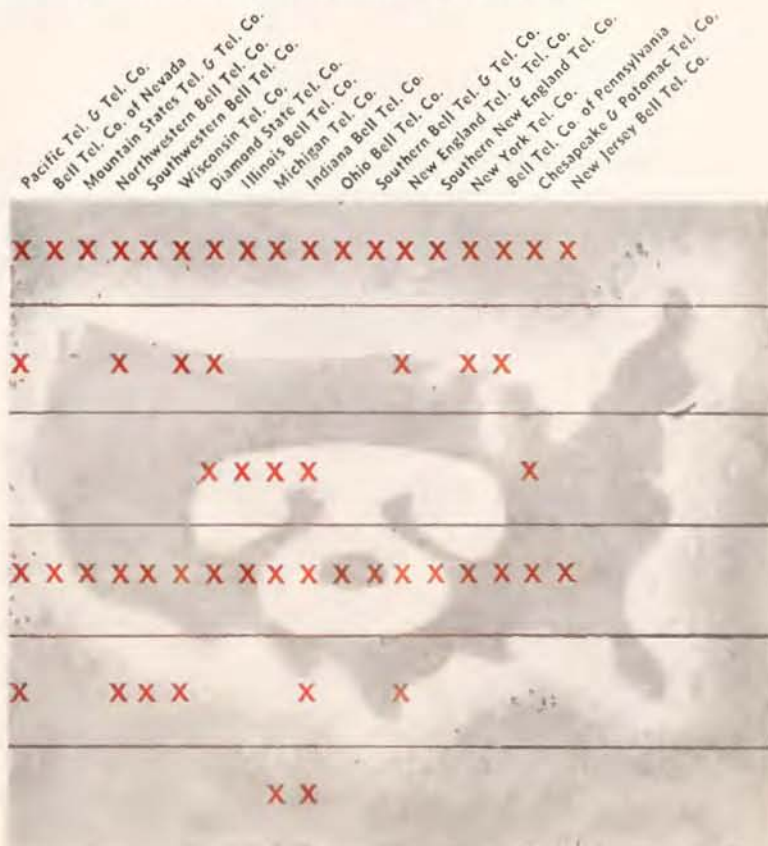 Pacific Tel. & Tel. Co.
Bell Tel. Co. of Nevada
Mountain States Tel. & Tel. Co.
Northwestern Bell Tel. Co.
Southwestern Bell Tel. Co.
Wisconsin Tel. Co.
Diamond State Tel. Co.
Illinois Bell Tel. Co.
Michigan Tel. Co.
Indiana Bell Tel. Co.
Ohio Bell Tel. Co.
Southern Bell Tel. & Tel. Co.
New England Tel. & Tel. Co.
Southern New England Tel. Co.
New York Tel. Co.
Bell Tel. Co. of Pennsylvania
Chesapeake & Potomac Tel. Co.
New Jersey Bell Tel. Co.
X X X X X X X X X X X X X X X X X X
X X X X X X X
X X X X X
X X X X X X X X X X X X X X X X X X
X X X X X X
X X